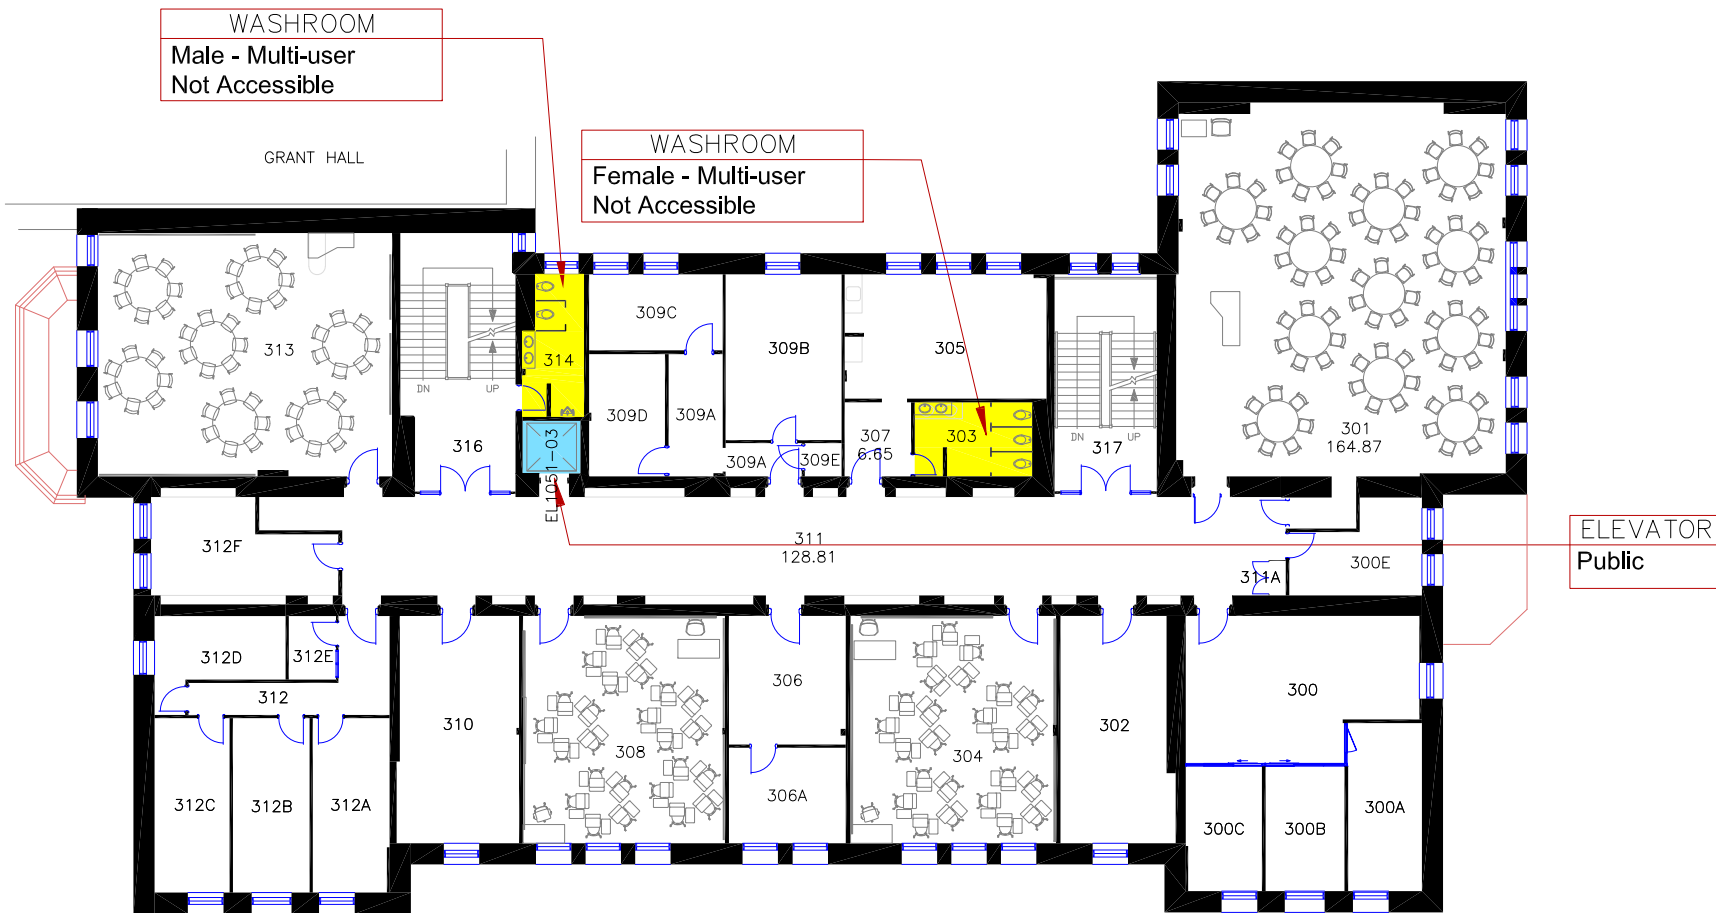 WASHROOM
Male - Multi-user
Not Accessible
WASHROOM
Female - Multi-user
Not Accessible
GRANT HALL
313
DN
UP
316
314
EL105 1-03
309C
309D
309A
309B
309A
309E
305
307
6.65
303
DN
UP
317
301
164.87
ELEVATOR
Public
311
128.81
312F
311A
300E
312D
312E
312
312C
312B
312A
310
308
306
306A
304
302
300
300C
300B
300A